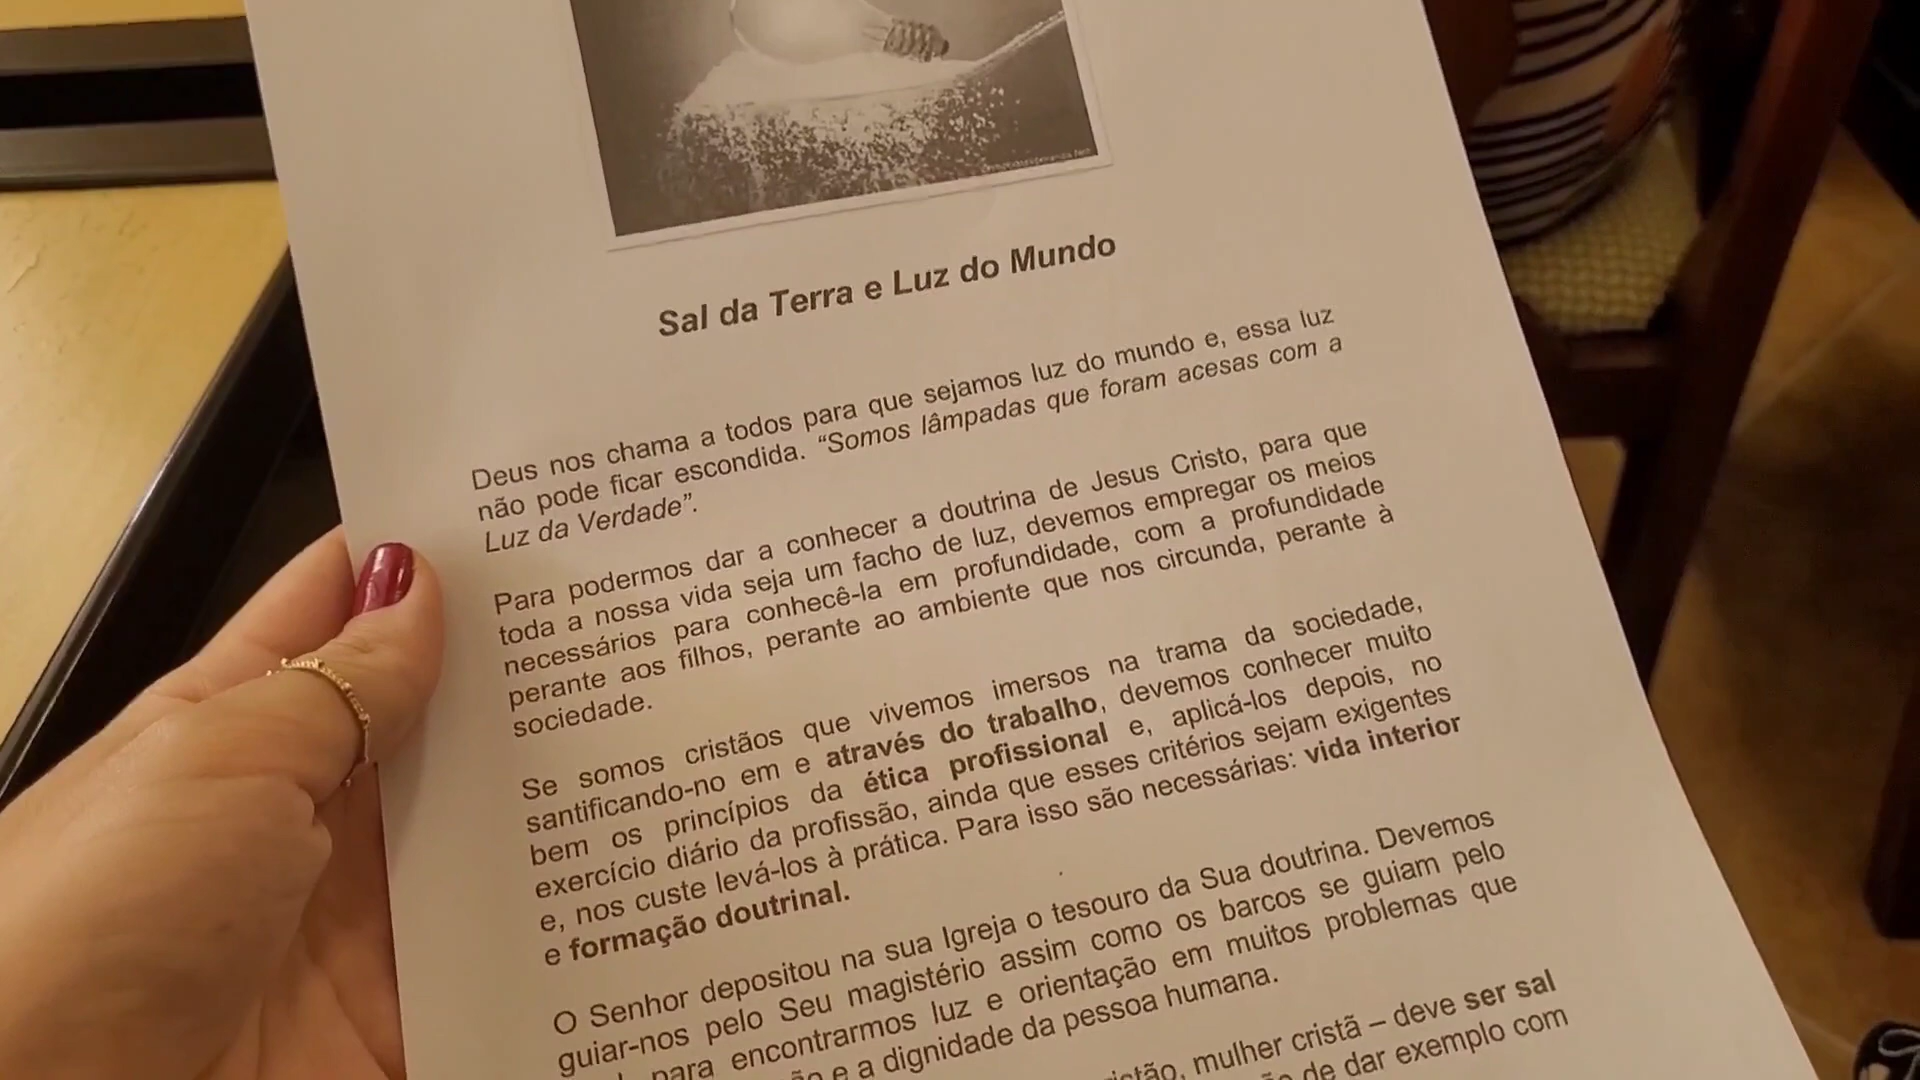 Sal da Terra e Luz do Mundo
Deus nos chama a todos para que sejamos luz do mundo e, essa luz
não pode ficar escondida. “Somos lâmpadas que foram acesas com a
Luz da Verdade”.
Para podermos dar a conhecer a doutrina de Jesus Cristo, para que
toda a nossa vida seja um facho de luz, devemos empregar os meios
necessários para conhecê-la em profundidade, com a profundidade
perante aos filhos, perante ao ambiente que nos circunda, perante à
sociedade.
Se somos cristãos que vivemos imersos na trama da sociedade,
santificando-no em e através do trabalho, devemos conhecer muito
bem os princípios da ética profissional e, aplicá-los depois, no
exercício diário da profissão, ainda que esses critérios sejam exigentes
e, nos custe levá-los à prática. Para isso são necessárias: vida interior
e formação doutrinal.
O Senhor depositou na sua Igreja o tesouro da Sua doutrina. Devemos
guiar-nos pelo Seu magistério assim como os barcos se guiam pelo
para encontrarmos luz e orientação em muitos problemas que
e a dignidade da pessoa humana.
mulher cristã – deve ser sal
de dar exemplo com